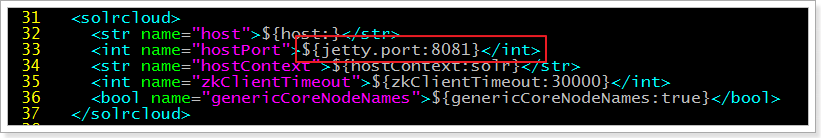 31 <solrcloud>
32 <str name="host">${host:}</str>
33 <int name="hostPort">${jetty.port:8081}</int>
34 <str name="hostContext">${hostContext:solr}</str>
35 <int name="zkClientTimeout">${zkClientTimeout:30000}</int>
36 <bool name="genericCoreNodeNames">${genericCoreNodeNames:true}</bool>
37 </solrcloud>